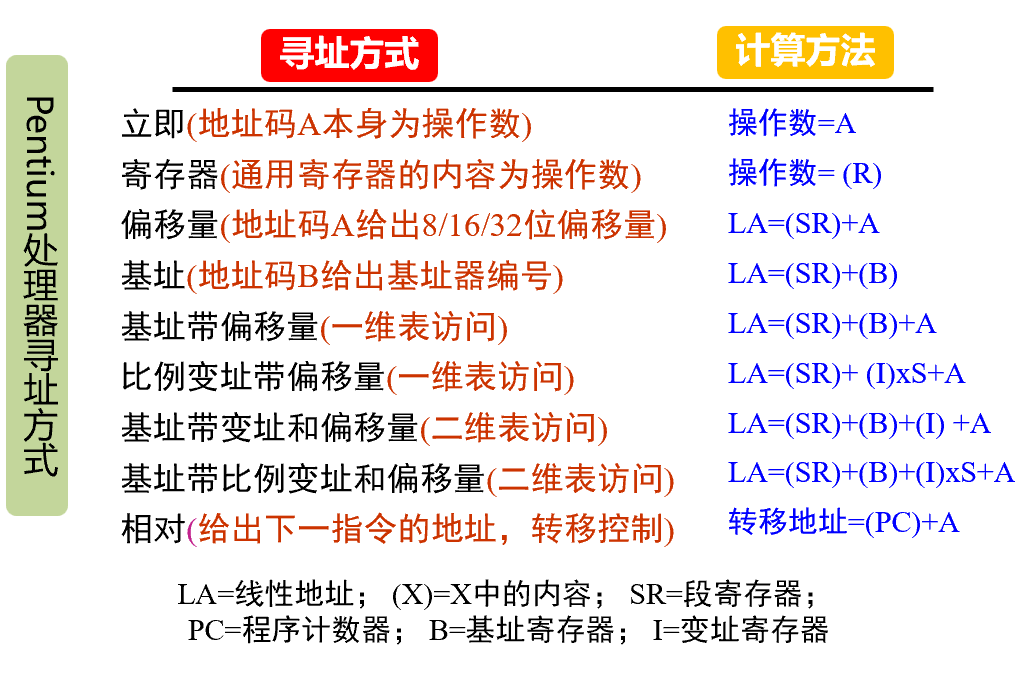 寻址方式 计算方法
Pentium处理器寻址方式
立即(地址码A本身为操作数) 操作数=A
寄存器(通用寄存器的内容为操作数) 操作数= (R)
偏移量(地址码A给出8/16/32位偏移量) LA=(SR)+A
基址(地址码B给出基址器编号) LA=(SR)+(B)
基址带偏移量(一维表访问) LA=(SR)+(B)+A
比例变址带偏移量(一维表访问) LA=(SR)+ (I)xS+A
基址带变址和偏移量(二维表访问) LA=(SR)+(B)+(I) +A
基址带比例变址和偏移量(二维表访问) LA=(SR)+(B)+(I)xS+A
相对(给出下一指令的地址，转移控制) 转移地址=(PC)+A
LA=线性地址； (X)=X中的内容； SR=段寄存器；
PC=程序计数器； B=基址寄存器； I=变址寄存器